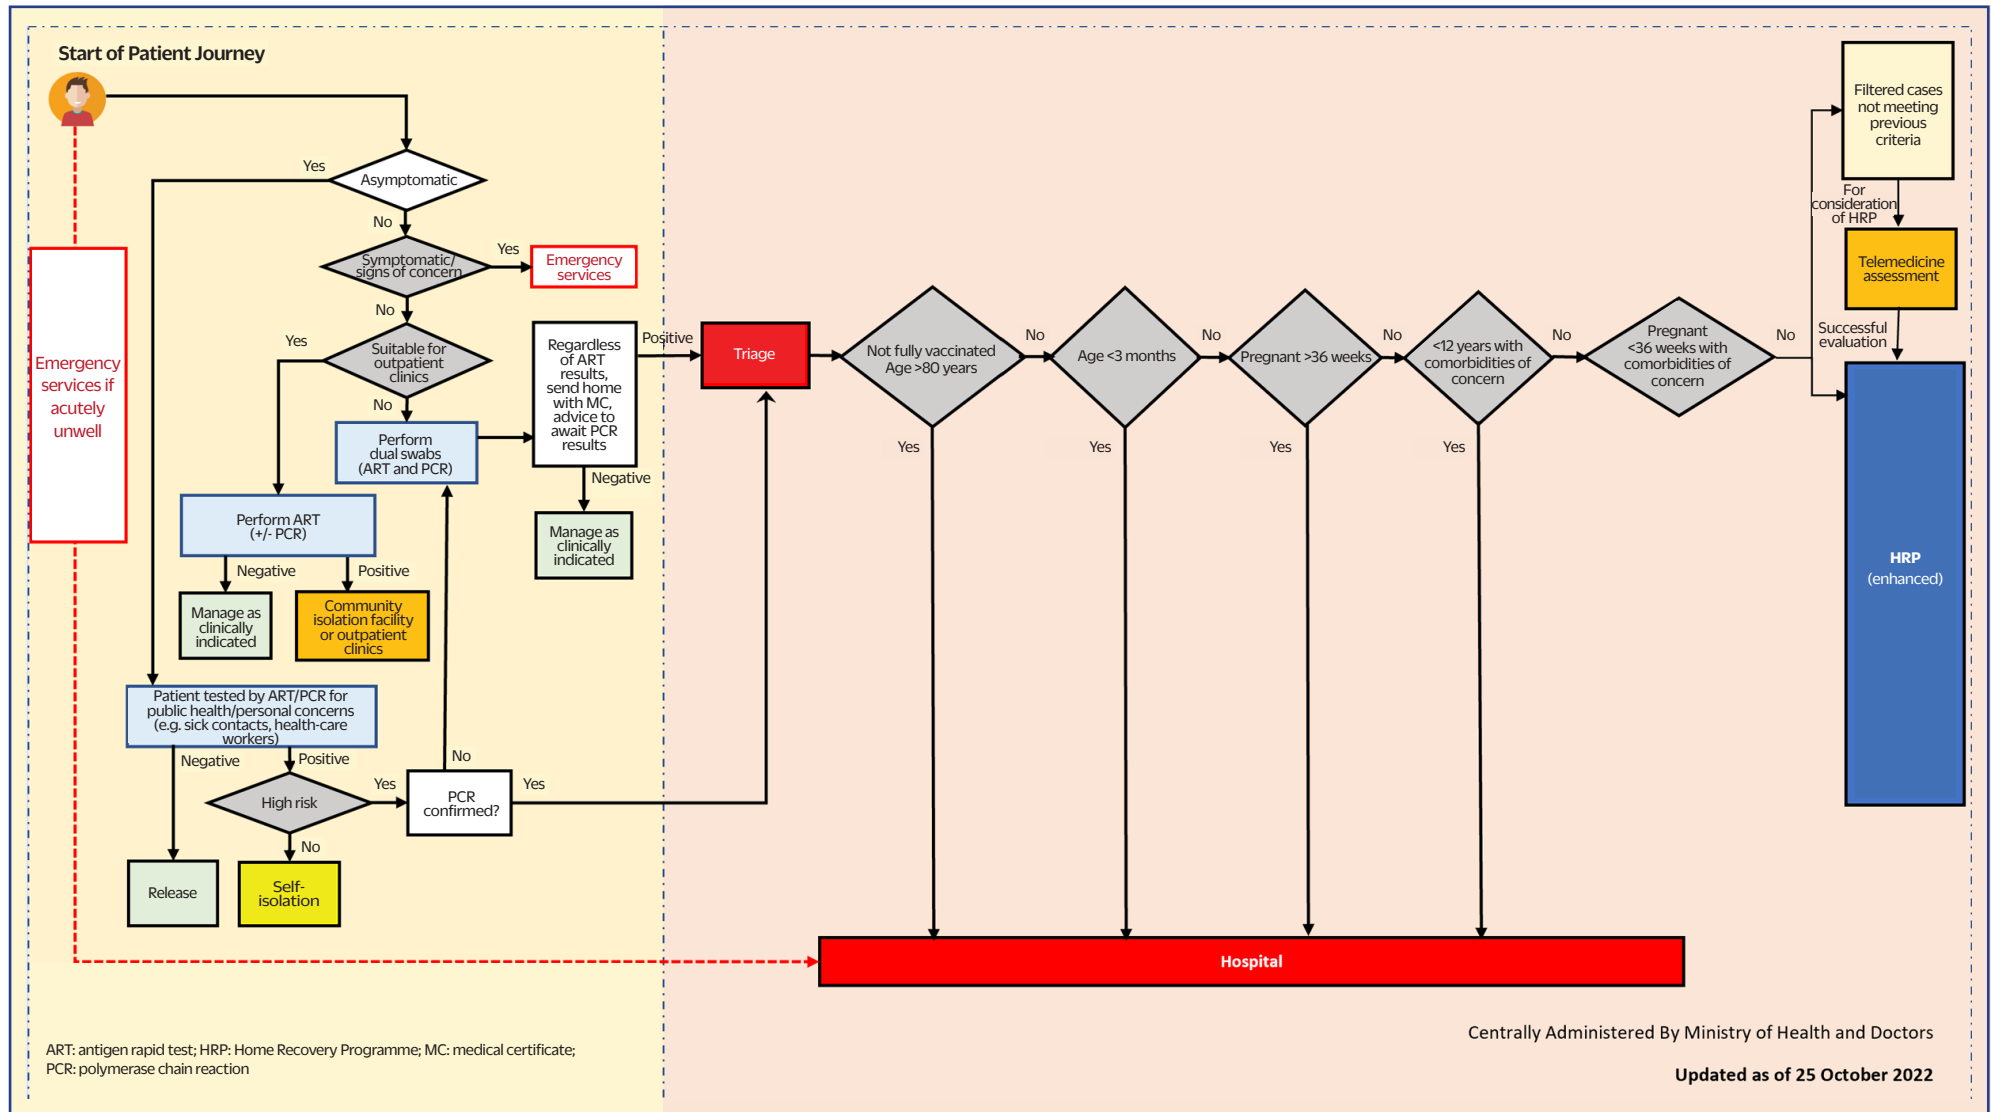 Start of Patient Journey
Yes
Asymptomatic
No
Symptomatic/
signs of concern
Yes
Emergency
services
No
Yes
Suitable for
outpatient
clinics
No
Perform
dual swabs
(ART and PCR)
Regardless
of ART
results,
send home
with MC,
advice to
await PCR
results
Positive
Negative
Manage as
clinically
indicated
Emergency
services if
acutely
unwell
Perform ART
(+/- PCR)
Negative
Positive
Manage as
clinically
indicated
Community
isolation facility
or outpatient
clinics
Patient tested by ART/PCR for
public health/personal concerns
(e.g. sick contacts, health-care
workers)
Negative
Positive
High risk
Yes
No
PCR
confirmed?
Yes
No
Release
Self-
isolation
Triage
Not fully vaccinated
Age >80 years
No
Age <3 months
No
Pregnant >36 weeks
No
<12 years with
comorbidities of
concern
No
Pregnant
<36 weeks with
comorbidities of
concern
No
Yes
Yes
Yes
Yes
Filtered cases
not meeting
previous
criteria
For
consideration
of HRP
Telemedicine
assessment
Successful
evaluation
HRP
(enhanced)
Hospital
Centrally Administered By Ministry of Health and Doctors
Updated as of 25 October 2022
ART: antigen rapid test; HRP: Home Recovery Programme; MC: medical certificate;
PCR: polymerase chain reaction